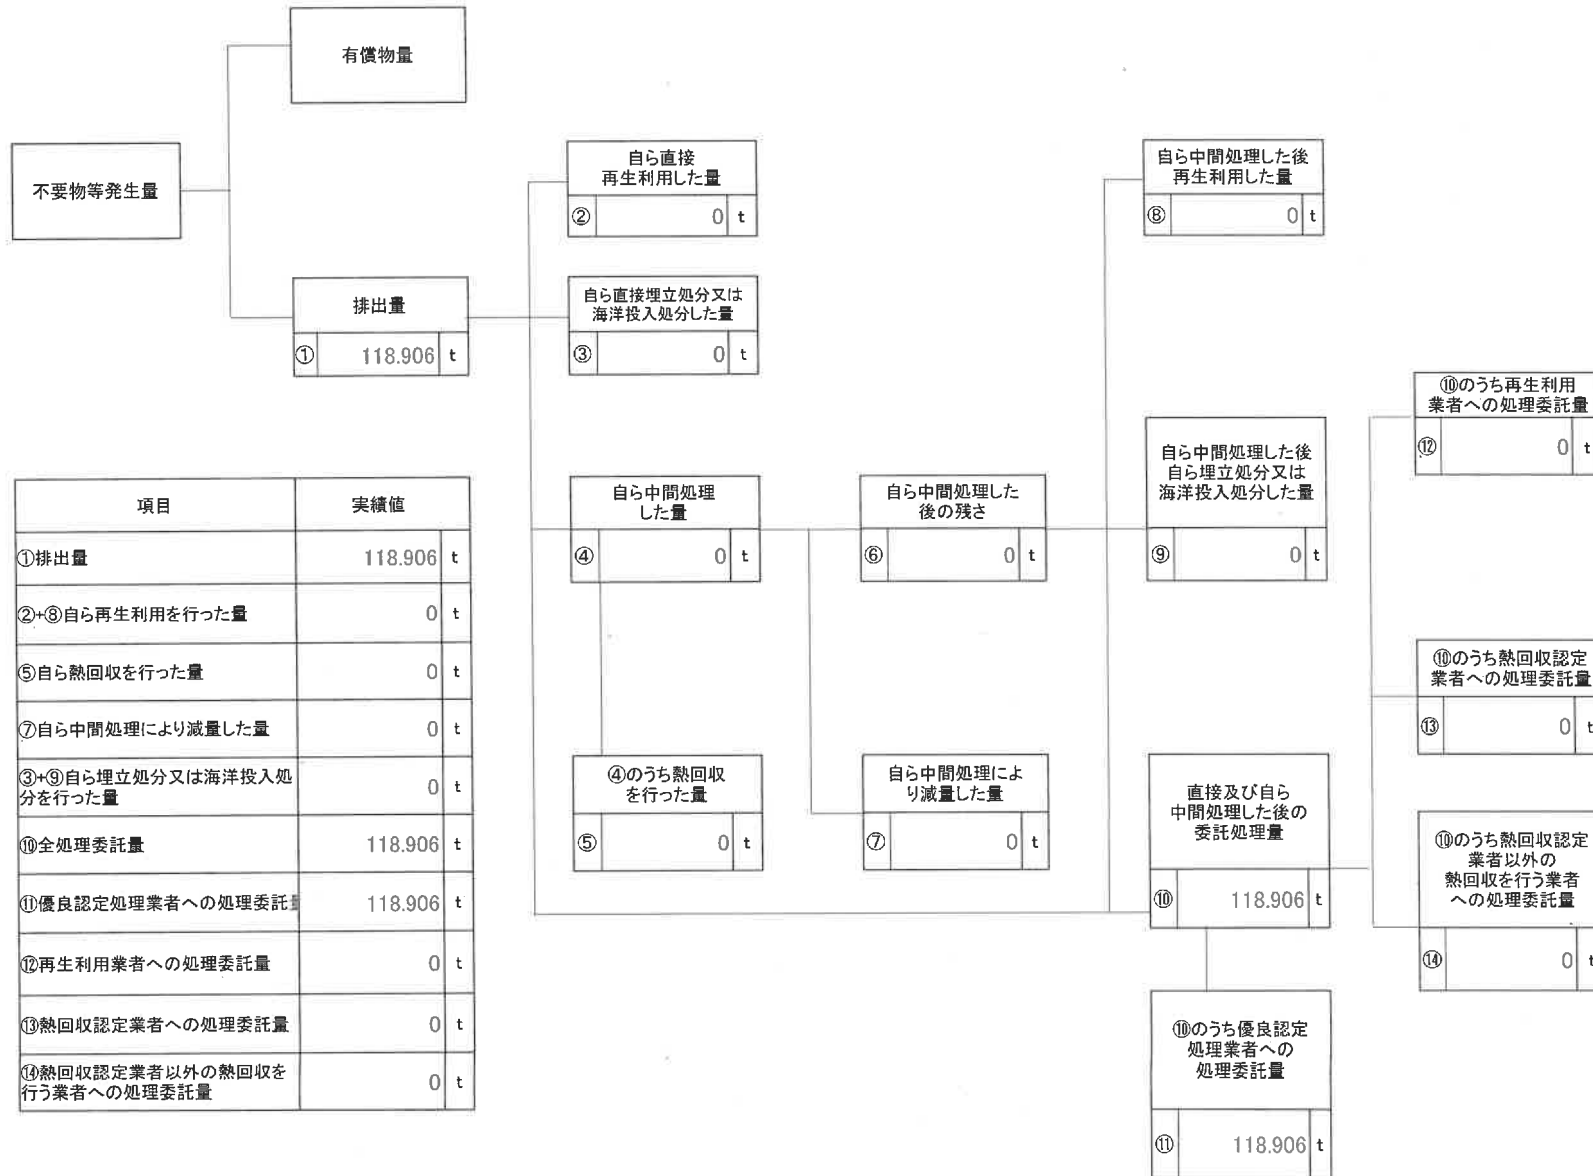 有償物量
不要物等発生量
排出量
① 118.906 t
自ら直接
再生利用した量
② 0 t
自ら直接埋立処分又は
海洋投入処分した量
③ 0 t
自ら中間処理
した量
④ 0 t
④のうち熱回収
を行った量
⑤ 0 t
自ら中間処理した
後の残さ
⑥ 0 t
自ら中間処理によ
り減量した量
⑦ 0 t
自ら中間処理した後
再生利用した量
⑧ 0 t
自ら中間処理した後
自ら埋立処分又は
海洋投入処分した量
⑨ 0 t
直接及び自ら
中間処理した後の
委託処理量
⑩ 118.906 t
⑩のうち優良認定
処理業者への
処理委託量
⑪ 118.906 t
⑩のうち再生利用
業者への処理委託量
⑫ 0 t
⑩のうち熱回収認定
業者への処理委託量
⑬ 0 t
⑩のうち熱回収認定
業者以外の
熱回収を行う業者
への処理委託量
⑭ 0 t
項目 実績値
①排出量 118.906 t
②+⑧自ら再生利用を行った量 0 t
⑤自ら熱回収を行った量 0 t
⑦自ら中間処理により減量した量 0 t
③+⑨自ら埋立処分又は海洋投入処
分を行った量 0 t
⑩全処理委託量 118.906 t
⑪優良認定処理業者への処理委託量 118.906 t
⑫再生利用業者への処理委託量 0 t
⑬熱回収認定業者への処理委託量 0 t
⑭熱回収認定業者以外の熱回収を
行う業者への処理委託量 0 t